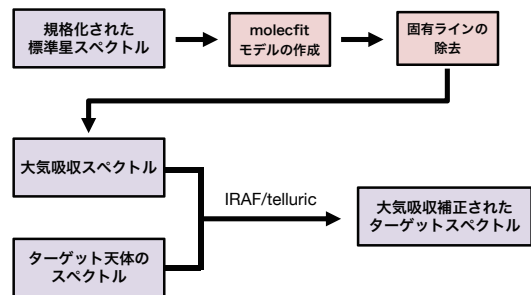 規格化された
標準星スペクトル
molecfit
モデルの作成
固有ラインの
除去
大気吸収スペクトル
IRAF/telluric
大気吸収補正された
ターゲットスペクトル
ターゲット天体の
スペクトル